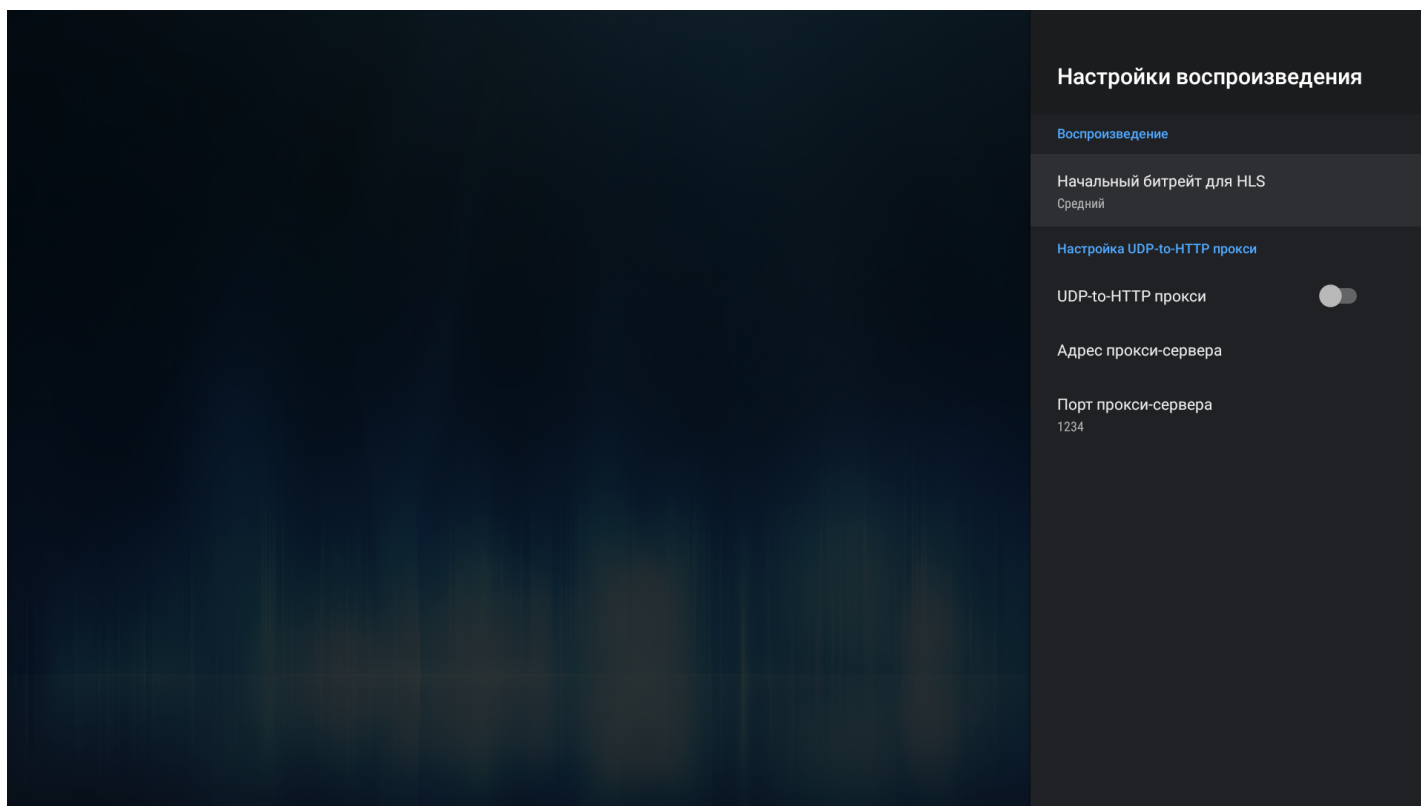 Настройки воспроизведения
Воспроизведение
Начальный битрейт для HLS
Средний
Настройка UDP-to-HTTP прокси
UDP-to-HTTP прокси
Адрес прокси-сервера
Порт прокси-сервера
1234